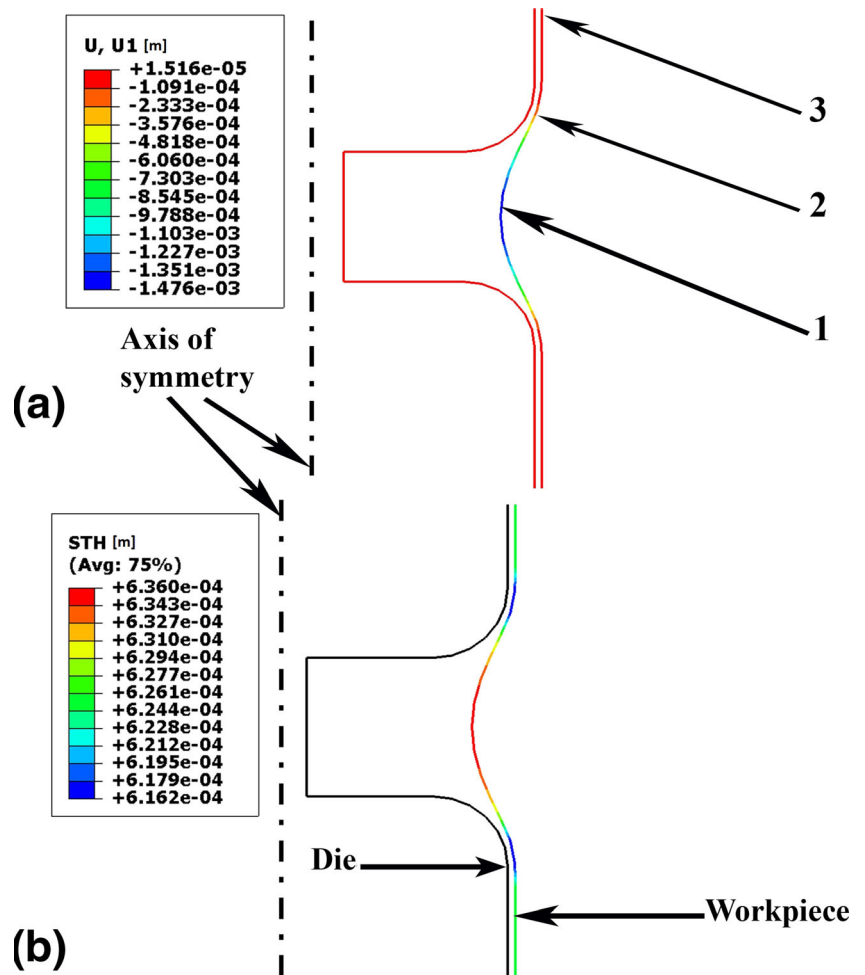 U, U1 [m]
+1.516e-05
-1.091e-04
-2.333e-04
-3.576e-04
-4.818e-04
-6.060e-04
-7.303e-04
-8.545e-04
-9.788e-04
-1.103e-03
-1.227e-03
-1.351e-03
-1.476e-03
3
2
1
Axis of
symmetry
(a)
STH [m]
(Avg: 75%)
+6.360e-04
+6.343e-04
+6.327e-04
+6.310e-04
+6.294e-04
+6.277e-04
+6.261e-04
+6.244e-04
+6.228e-04
+6.212e-04
+6.195e-04
+6.179e-04
+6.162e-04
Die
Workpiece
(b)